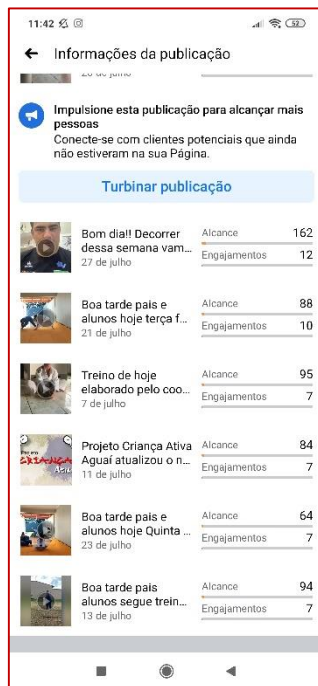 11:42
52
Informações da publicação
20 de junho
Impulsione esta publicação para alcançar mais
pessoas
Conecte-se com clientes potenciais que ainda
não estiveram na sua Página.
Turbinar publicação
Bom dia!! Decorrer
dessa semana vam...
27 de julho
Alcance 162
Engajamentos 12
Boa tarde pais e
alunos hoje terça f...
21 de julho
Alcance 88
Engajamentos 10
Treino de hoje
elaborado pelo coo...
7 de julho
Alcance 95
Engajamentos 7
Projeto Criança Ativa
Aguaí atualizou o n...
11 de julho
Alcance 84
Engajamentos 7
Boa tarde pais e
alunos hoje Quinta ...
23 de julho
Alcance 64
Engajamentos 7
Boa tarde pais
alunos segue trein...
13 de julho
Alcance 94
Engajamentos 7